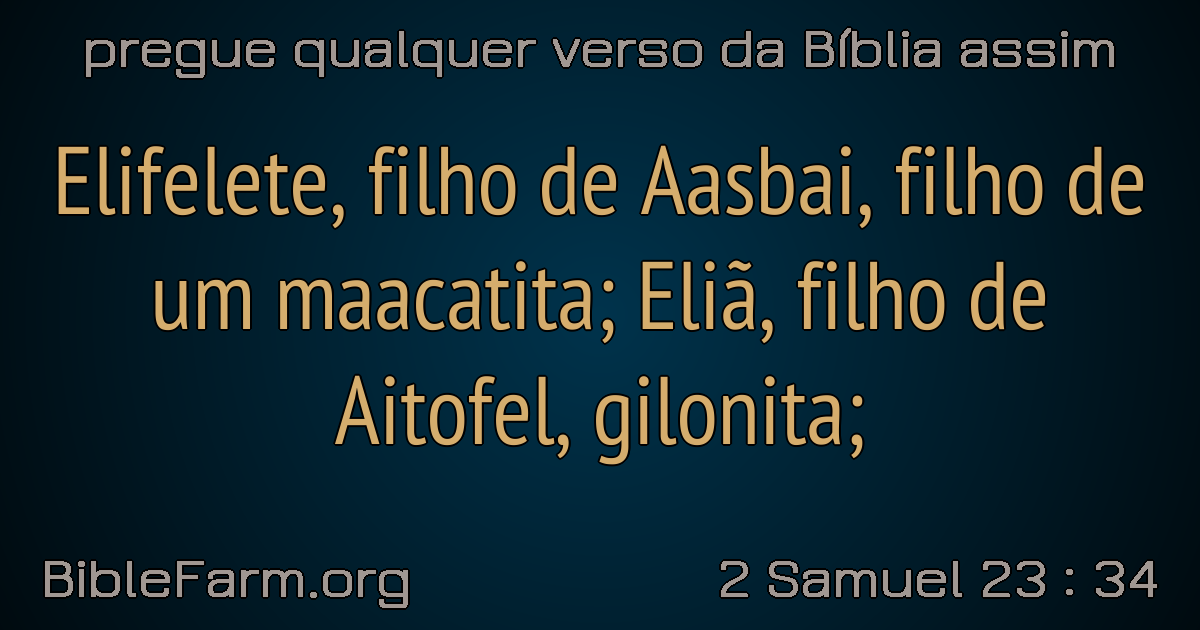 pregue qualquer verso da Bíblia assim
Elifelete, filho de Aasbai, filho de
um maacatita; Eliã, filho de
Aitofel, gilonita;
BibleFarm.org
2 Samuel 23 : 34